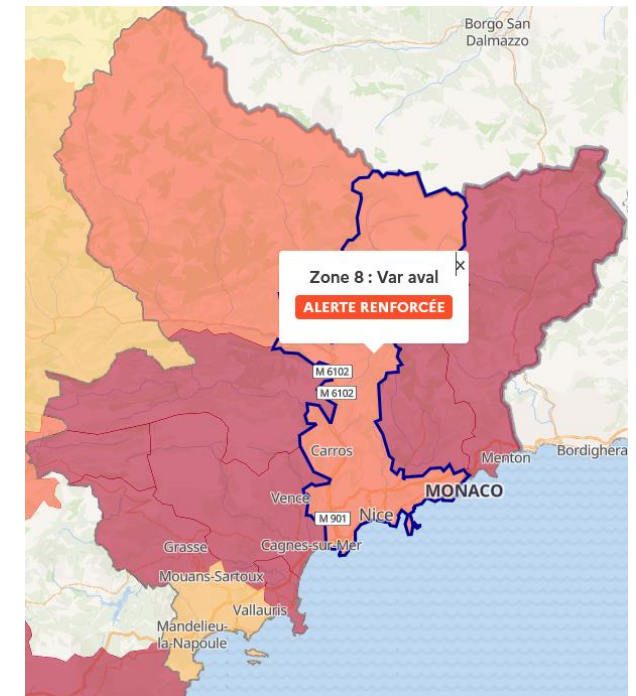 Borgo San
Dalmazzo
×
Zone 8 : Var aval
ALERTE RENFORCÉE
M 6102
M 6102
Carros
Menton
Bordighera
MONACO
Vence
M 901
Nice
Grasse
Cagnes-sur-Mer
Mouans-Sartoux
Vallauris
Mandelieu-
la-Napoule